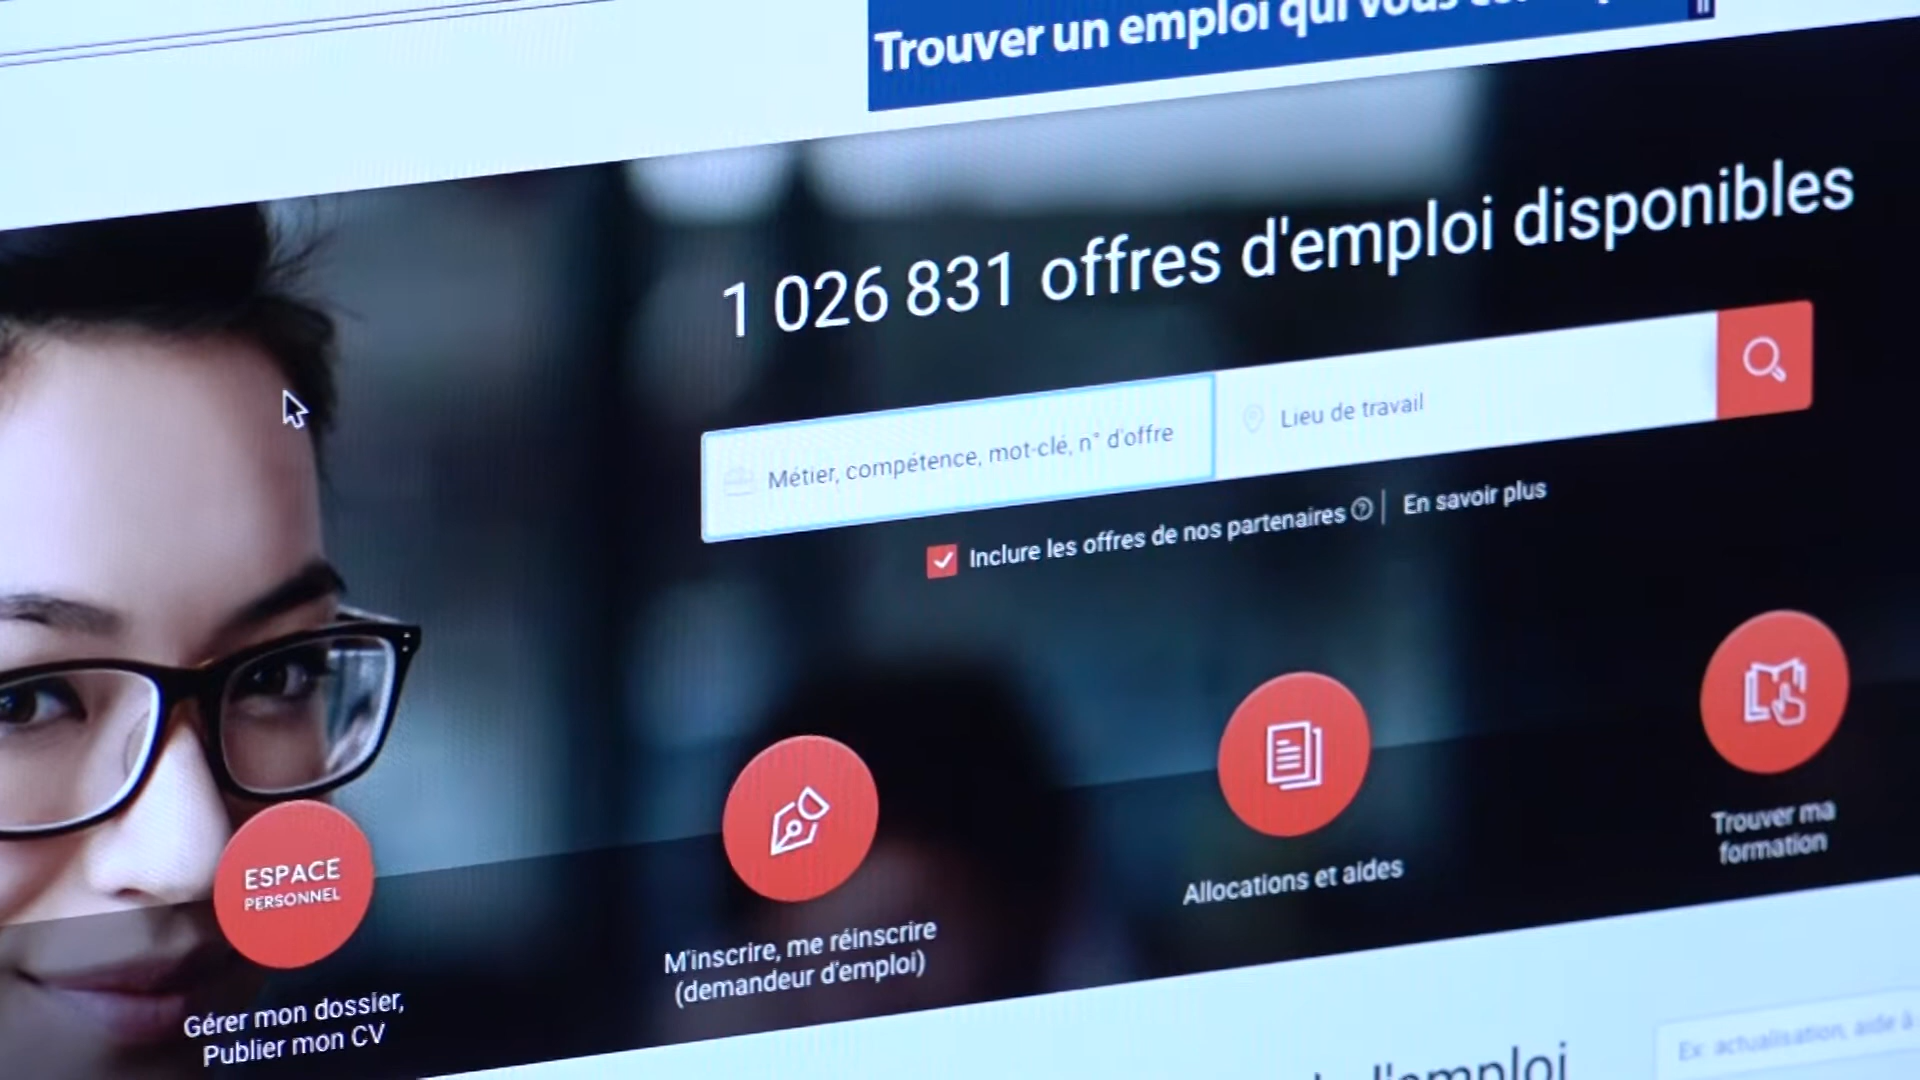 Trouver un emploi qui vous
1 026 831 offres d'emploi disponibles
Métier, compétence, mot-clé, n° d'offre
Lieu de travail
Inclure les offres de nos partenaires ?
En savoir plus
ESPACE
PERSONNEL
Gérer mon dossier,
Publier mon CV
M'inscrire, me réinscrire
(demandeur d'emploi)
Allocations et aides
Trouver ma
formation
l'emploi
Ex: actualisation, aide à